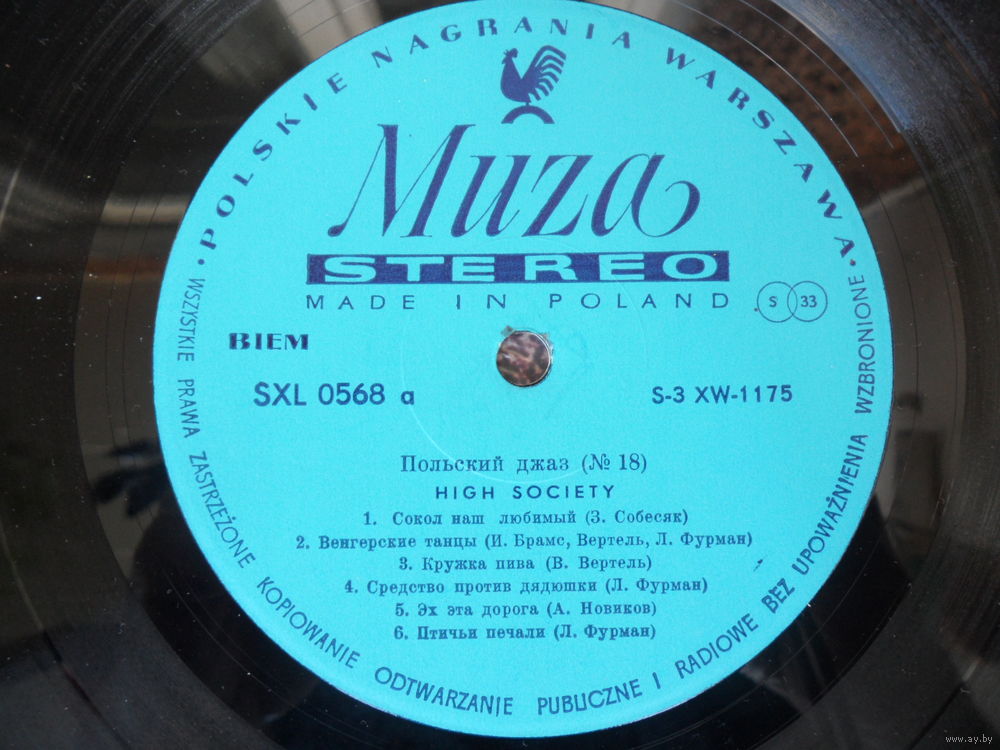 • POLSKIE NAGRANIA WARSZAWA •
Muza
STEREO
MADE IN POLAND
S 33
BIEM
SXL 0568 a
S-3 XW-1175
Польский джаз (№ 18)
HIGH SOCIETY
1. Сокол наш любимый (З. Собесяк)
2. Венгерские танцы (И. Брамс, Вертель, Л. Фурман)
3. Кружка пива (В. Вертель)
4. Средство против дядюшки (Л. Фурман)
5. Эх эта дорога (А. Новиков)
6. Птичьи печали (Л. Фурман)
WSZYSTKIE PRAWA ZASTRZEŻONE KOPIOWANIE ODTWARZANIE PUBLICZNE I RADIOWE BEZ UPOWAŻNIENIA WZBRONIONE
www.ay.by